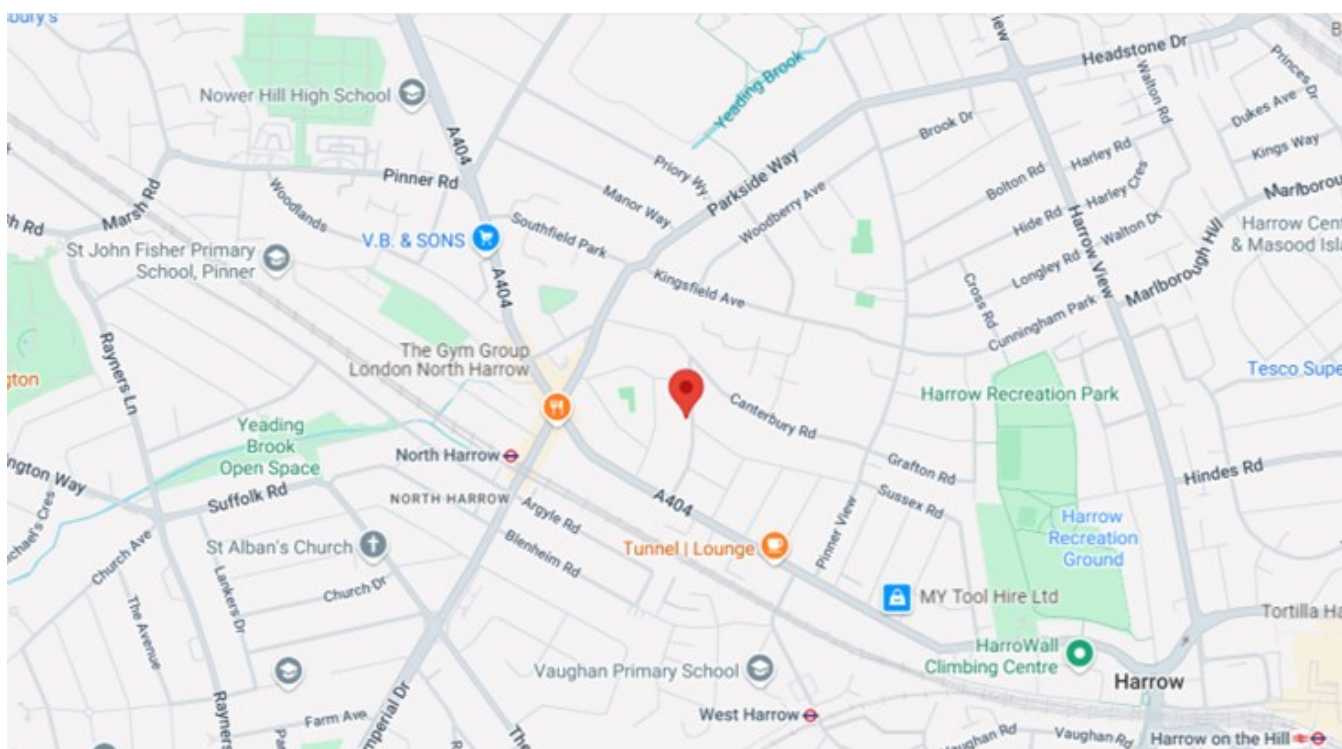 sbury's
Nower Hill High School
A404
Pinner Rd
Woodlands
Marsh Rd
St John Fisher Primary
School, Pinner
V.B. & SONS
Southfield Park
A404
Priory Wy
Manor Way
Yeading Brook
Parkside Way
Woodberry Ave
Kingsfield Ave
Brook Dr
Headstone Dr
iew
Walton Rd
Princes Dr
Dukes Ave
Kings Way
Harley Rd
Bolton Rd
Harley Cres
Hide Rd
Walton Dr
Longley Rd
Harrow View
Marlborough Hill
Marlborou
Harrow Cent
& Masood Isl
Cross Rd
Cunningham Park
Tesco Supe
Rayners Ln
ngton
The Gym Group
London North Harrow
Yeading
Brook
Open Space
North Harrow
NORTH HARROW
Suffolk Rd
ngton Way
Church Ave
The Avenue
Lankers Dr
St Alban's Church
Church Dr
Argyle Rd
Blenheim Rd
A404
Tunnel | Lounge
Canterbury Rd
Grafton Rd
Sussex Rd
Pinner View
MY Tool Hire Ltd
Harrow Recreation Park
Harrow
Recreation
Ground
Hindes Rd
HarroWall
Climbing Centre
Harrow
Tortilla Ha
Vaughan Primary School
West Harrow
Vaughan Rd
Harrow on the Hill
Farm Ave
mperial Dr
Rayners
The